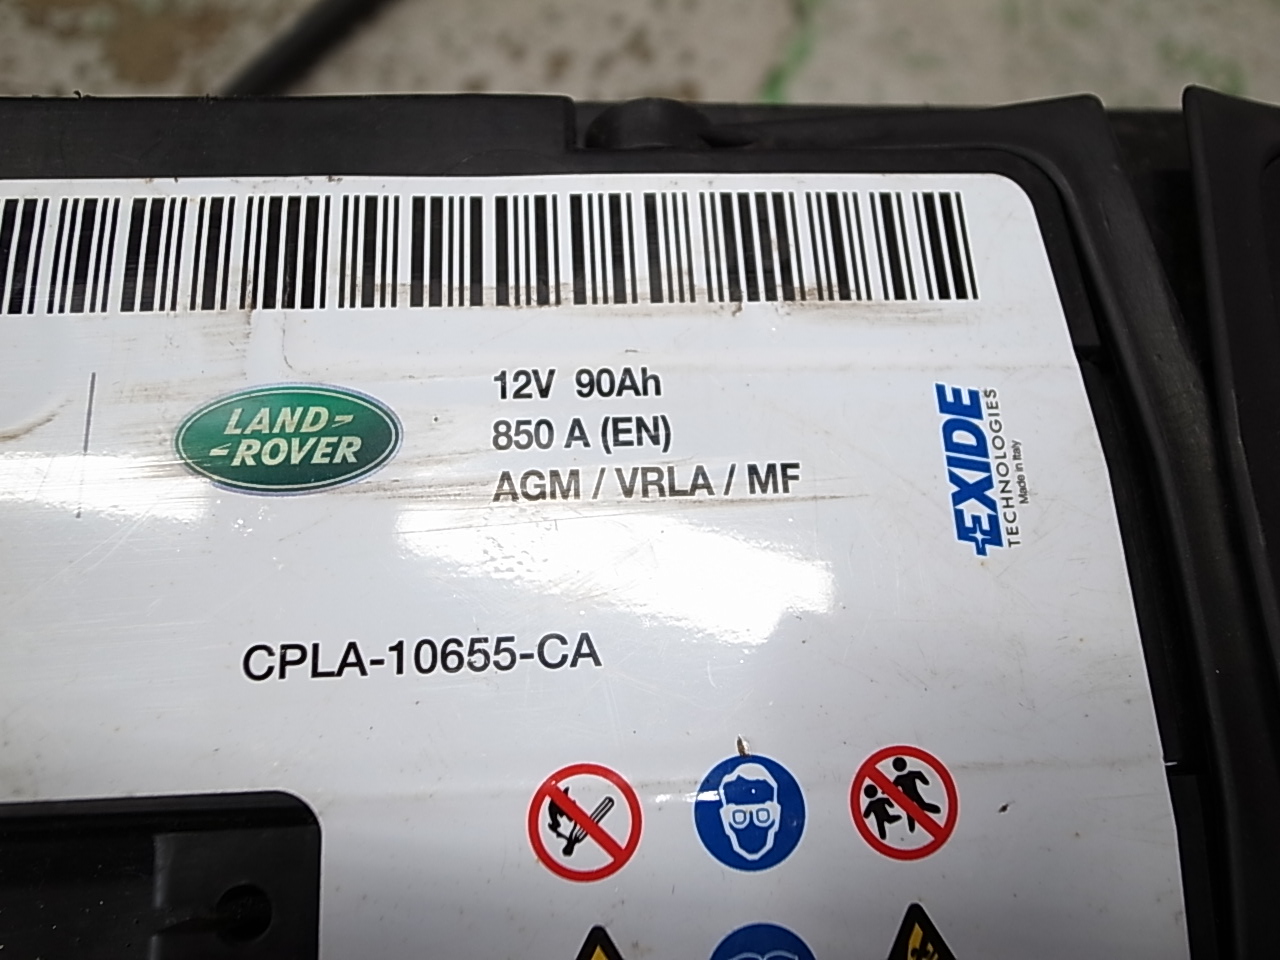 LAND-
-ROVER
12V 90Ah
850 A (EN)
AGM / VRLA / MF
EXIDE
TECHNOLOGIES
Made in Italy
CPLA-10655-CA